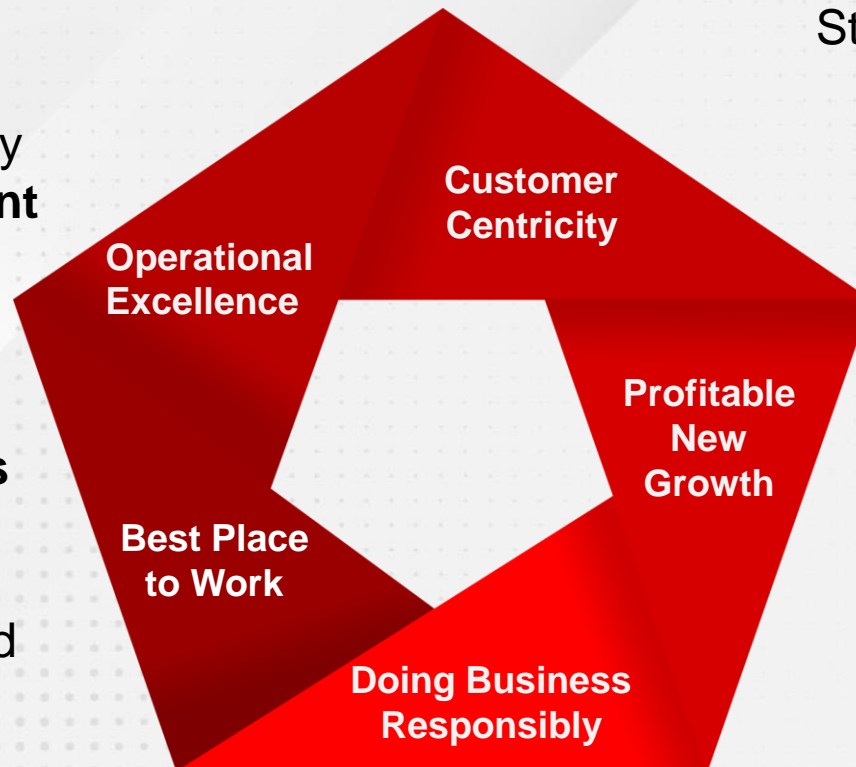 Customer
Centricity
Operational
Excellence
Profitable
New
Growth
Best Place
to Work
Doing Business
Responsibly